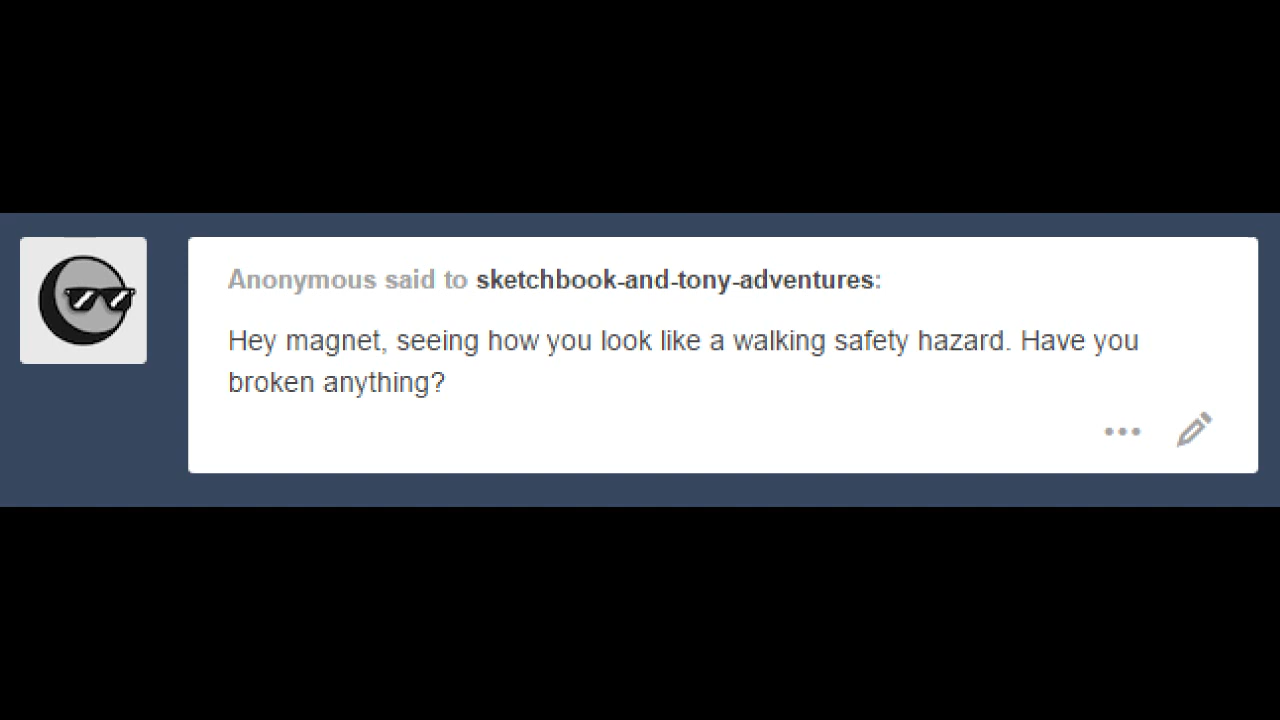 Anonymous said to sketchbook-and-tony-adventures:
Hey magnet, seeing how you look like a walking safety hazard. Have you
broken anything?